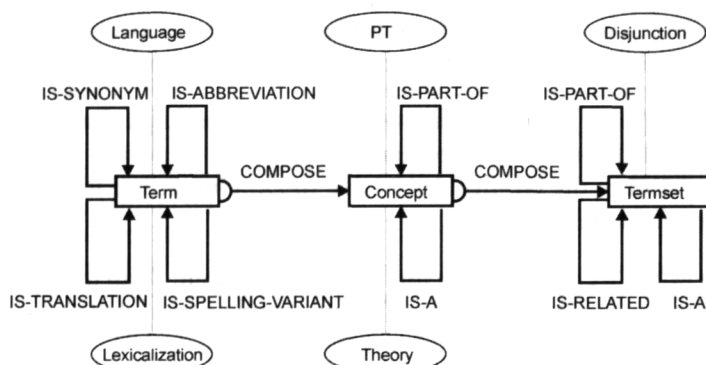 Language PT Disjunction
IS-SYNONYM IS-ABBREVIATION IS-PART-OF IS-PART-OF
COMPOSE COMPOSE
Term Concept Termset
IS-TRANSLATION IS-SPELLING-VARIANT IS-A IS-RELATED IS-A
Lexicalization Theory